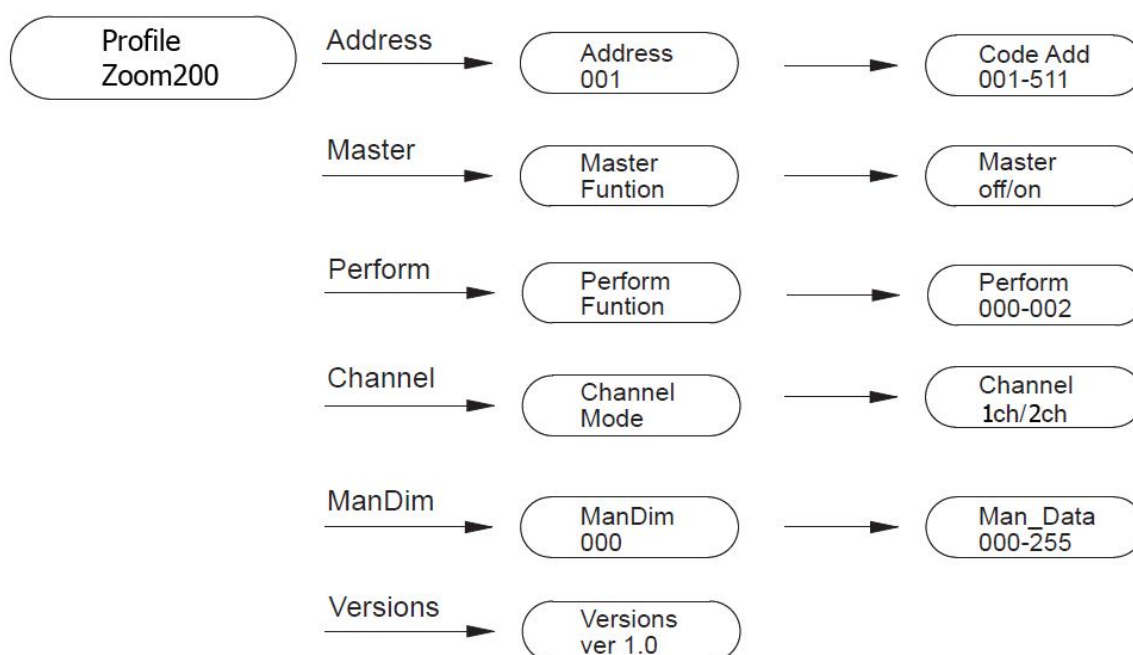 Profile
Zoom200
Address
Address
001
Code Add
001-511
Master
Master
Funtion
Master
off/on
Perform
Perform
Funtion
Perform
000-002
Channel
Channel
Mode
Channel
1ch/2ch
ManDim
ManDim
000
Man_Data
000-255
Versions
Versions
ver 1.0